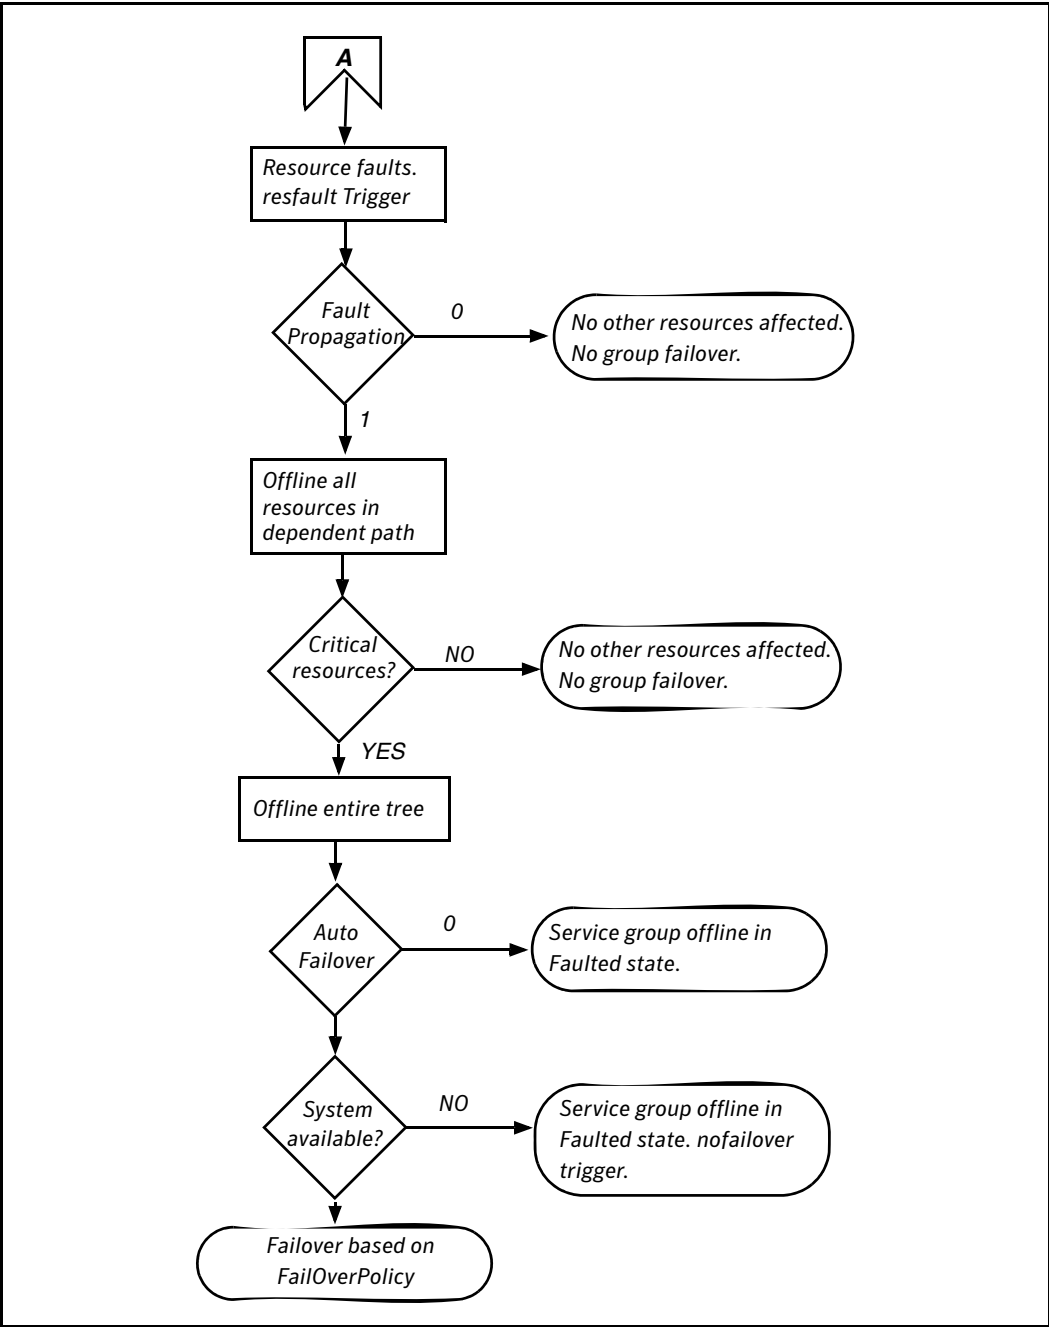 A
Resource faults.
resfault Trigger
Fault
Propagation
0
No other resources affected.
No group failover.
1
Offline all
resources in
dependent path
Critical
resources?
NO
No other resources affected.
No group failover.
YES
Offline entire tree
Auto
Failover
0
Service group offline in
Faulted state.
System
available?
NO
Service group offline in
Faulted state. nofailover
trigger.
Failover based on
FailOverPolicy